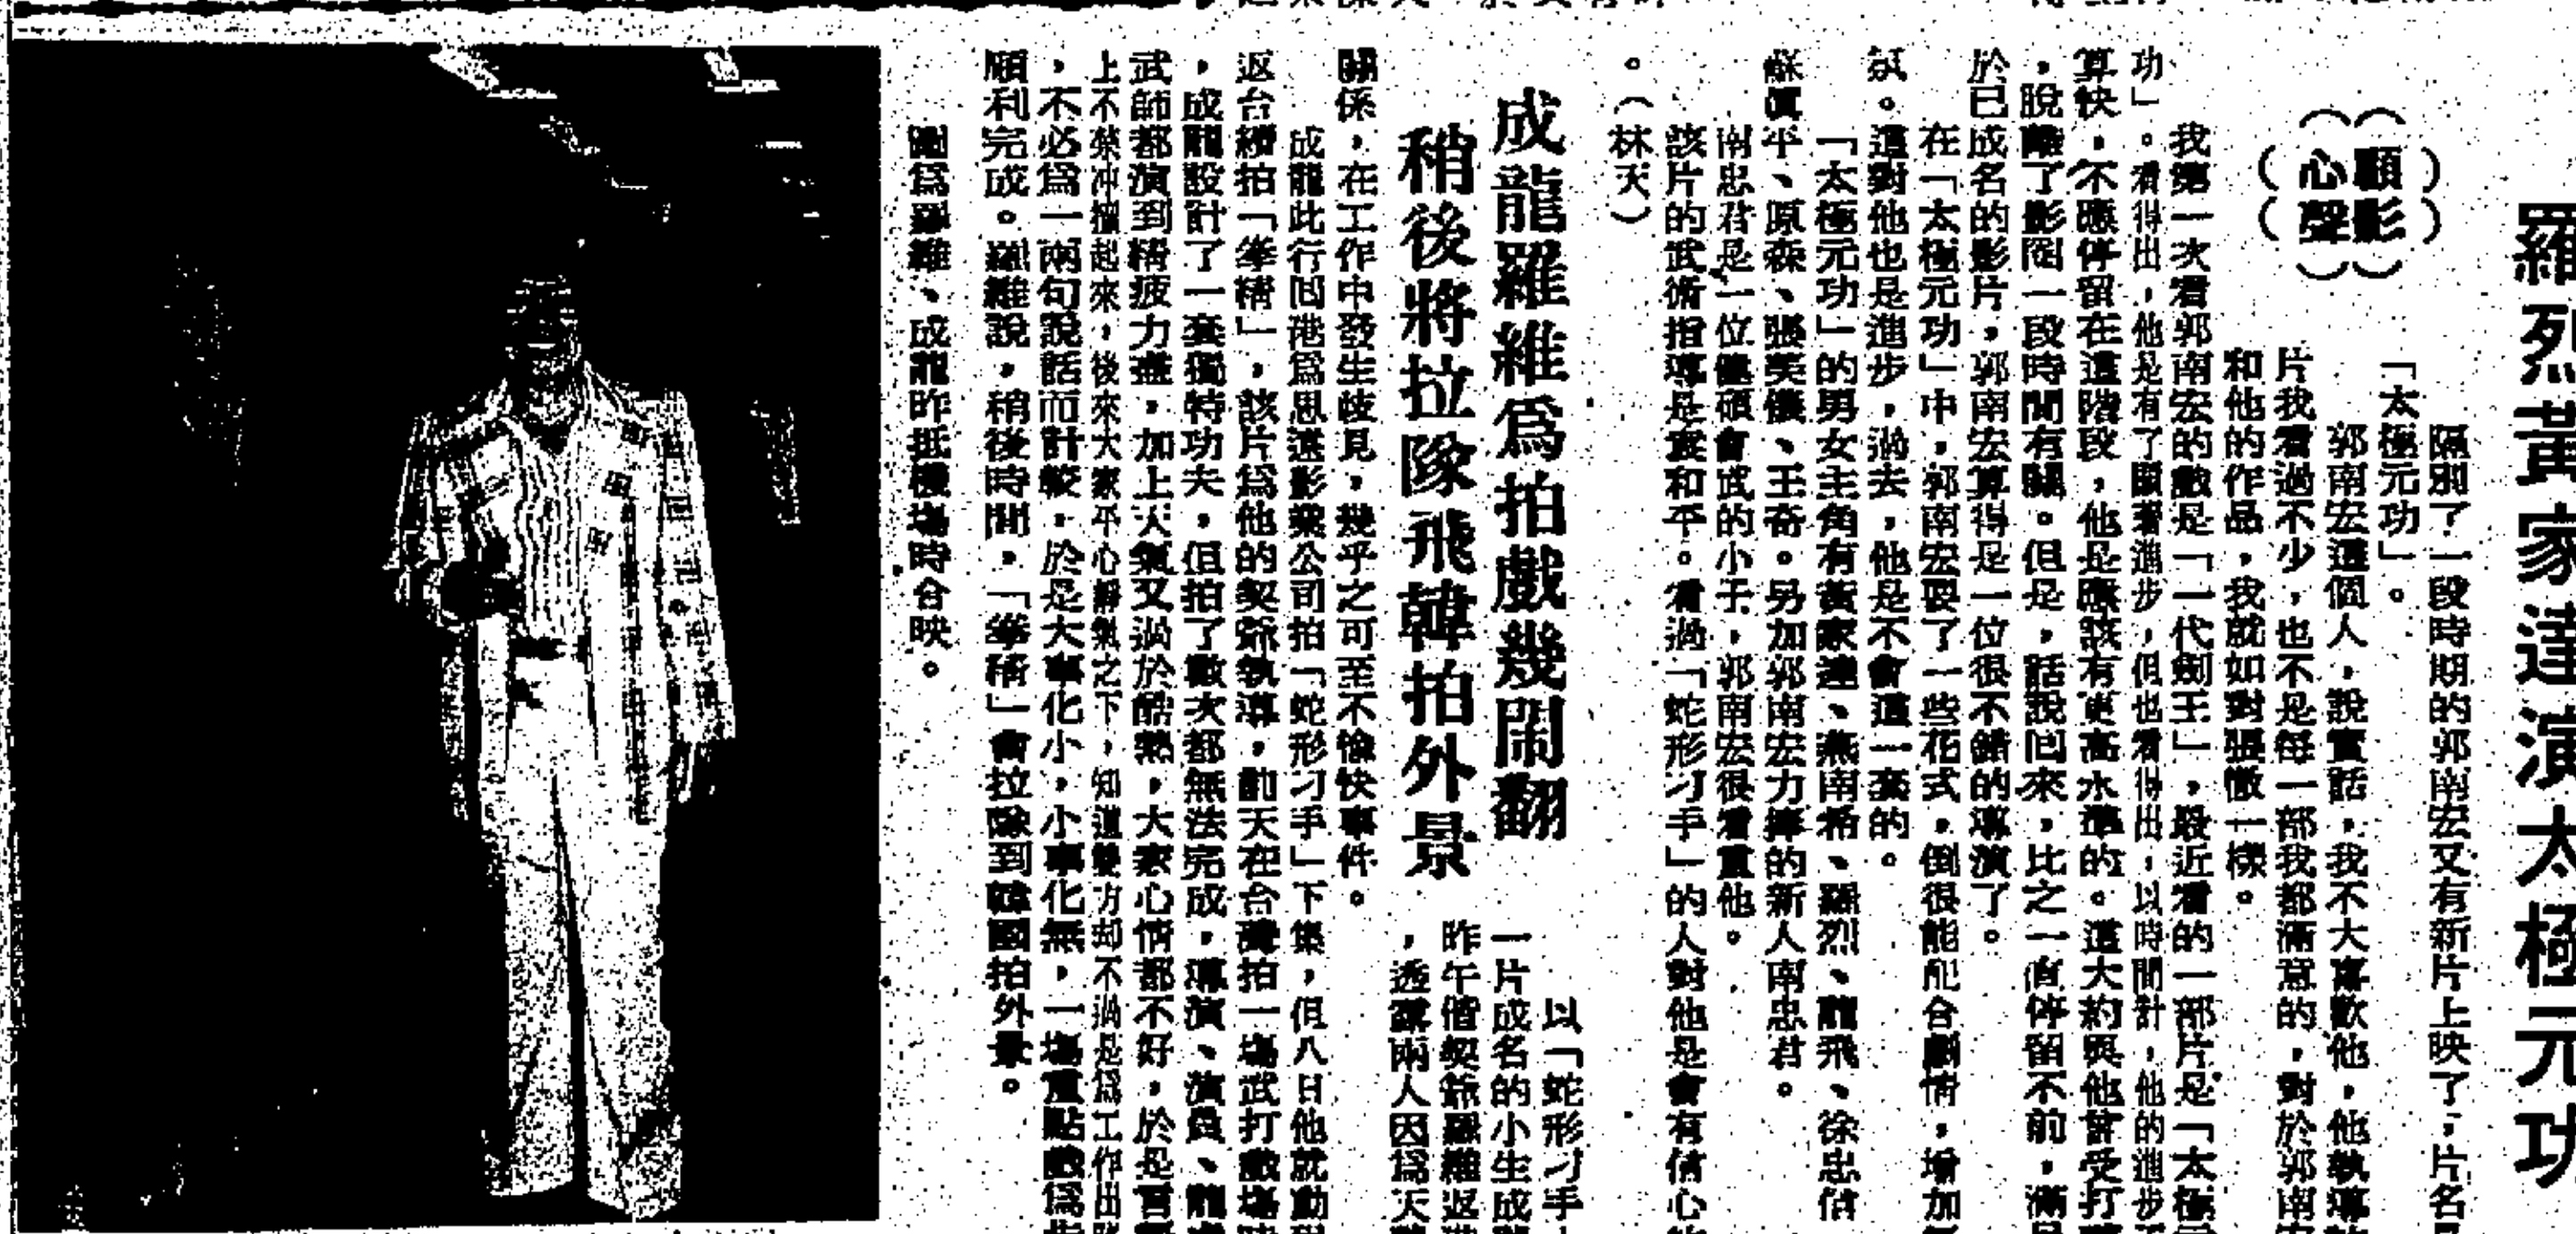 羅烈黃家達演太極元功
（顧影）
（心聲）
隔別了一段時期的郭南宏又有新片上映了，片名是
「太極元功」。
郭南宏這個人，說實話，我不大喜歡他，他執導
片我看過不少，也不是每一部我都滿意的，對於郭南宏
和他的作品，我就如對張徹一樣。
我第一次看郭南宏的戲是「一代劍王」，最近看的一部片是「太極元
功」。看得出，他是有了顯著進步，但也看得出，以時間計，他的進步
算快，不應停留在這階段，他是應該有更高水準的。這大約與他曾受打
，脫離了影圈一段時間有關。但是，話說回來，比之一直停留不前，滿足
於已成名的影片，郭南宏算得是一位很不錯的導演了。
在「太極元功」中，郭南宏耍了一些花式，倒很能配合劇情，增加
氛。這對他也是進步，過去，他是不會這一套的。
「太極元功」的男女主角有黃家達、燕南希、羅烈、龍飛、徐忠信
蘇真平、原森、張美儀、王奇。另加郭南宏力捧的新人南忠君。
南忠君是一位健碩會武的小子，郭南宏很看重他。
該片的武術指導是袁和平。看過「蛇形刁手」的人對他是會有信心
。（林天）
成龍羅維為拍戲幾鬧翻
稍後將拉隊飛韓拍外景
以「蛇形刁手
一片成名的小生成龍
昨午偕契爺羅維返港
，透露兩人因為天
關係，在工作中發生歧見，幾乎之可至不愉快事件。
成龍此行回港為思遠影業公司拍「蛇形刁手」下集，但八日他就動程
返台續拍「拳精」，該片為他的契爺執導，前天在台灣拍一場武打戲場
，成龍設計了一套獨特功夫，但拍了數次都無法完成，導演、演員、龍虎
武師都演到精疲力盡，加上天氣又過於酷熱，大家心情都不好，於是言
上不禁冲撞起來，後來大家平心靜氣之下，知道雙方却不過是為工作出
，不必為一兩句說話而計較，於是大事化小，小事化無，一場重點戲為
順利完成。羅維說，稍後時間，「拳精」會拉隊到韓國拍外景。
圖為羅維、成龍昨抵機場時合映。